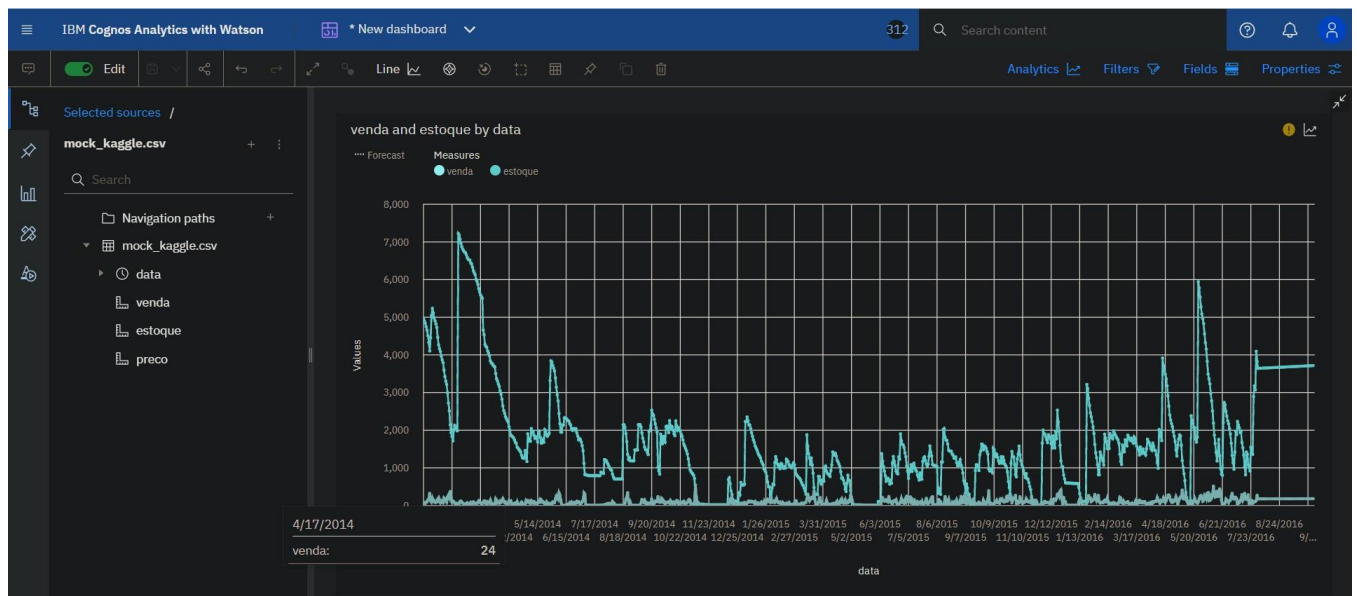 IBM Cognos Analytics with Watson
* New dashboard
312
Search content
Edit
Line
Analytics
Filters
Fields
Properties
Selected sources /
mock_kaggle.csv
Search
Navigation paths
mock_kaggle.csv
data
venda
estoque
preco
venda and estoque by data
Forecast
Measures
venda
estoque
Values
8,000
7,000
6,000
5,000
4,000
3,000
2,000
1,000
0
5/14/2014 7/17/2014 9/20/2014 11/23/2014 1/26/2015 3/31/2015 6/3/2015 8/6/2015 10/9/2015 12/12/2015 2/14/2016 4/18/2016 6/21/2016 8/24/2016
/2014 6/15/2014 8/18/2014 10/22/2014 12/25/2014 2/27/2015 5/2/2015 7/5/2015 9/7/2015 11/10/2015 1/13/2016 3/17/2016 5/20/2016 7/23/2016 9/...
data
4/17/2014
venda: 24